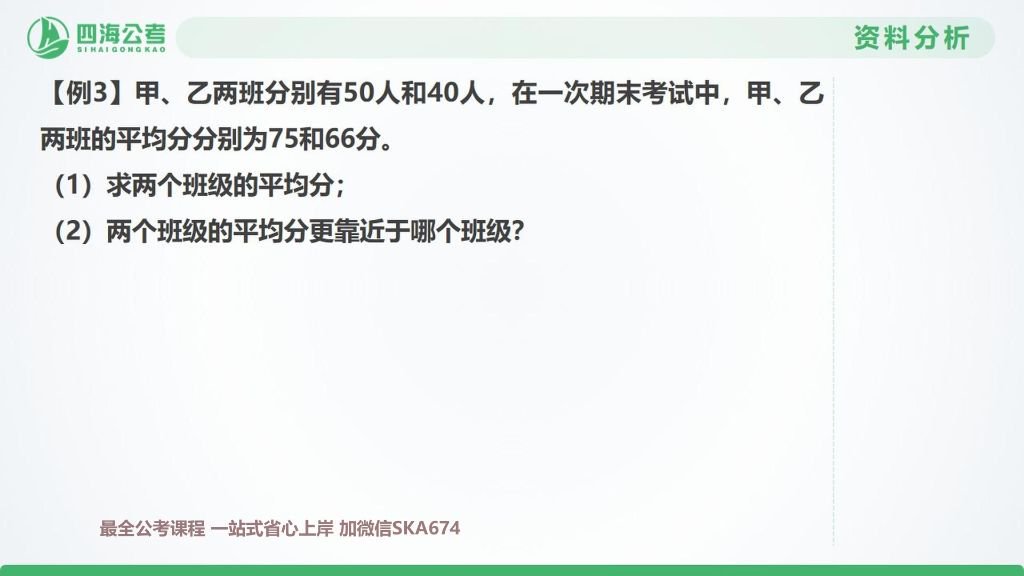 四海公考
SIHAIGONGKAO
资料分析
【例3】甲、乙两班分别有50人和40人，在一次期末考试中，甲、乙
两班的平均分分别为75和66分。
（1）求两个班级的平均分；
（2）两个班级的平均分更靠近于哪个班级？
最全公考课程 一站式省心上岸 加微信SKA674